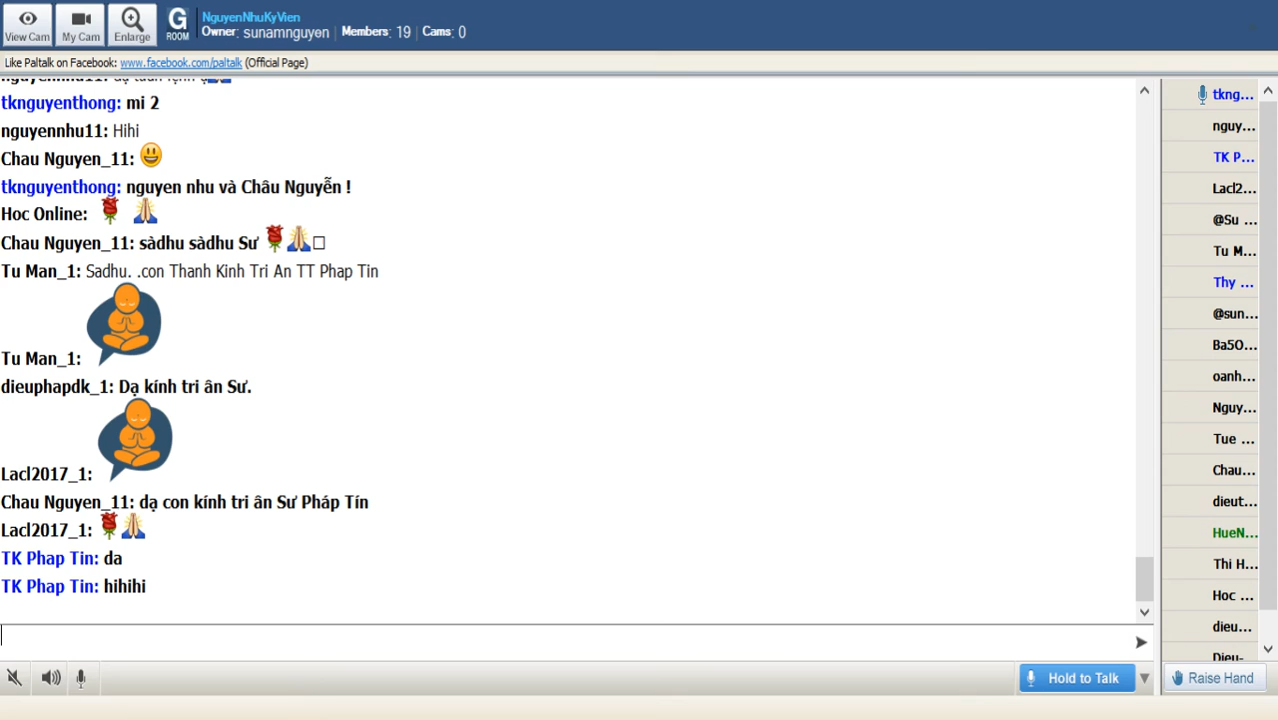 View Cam
My Cam
Enlarge
G
ROOM
NguyenNhuKyVien
Owner: sunamnguyen | Members: 19 | Cams: 0
Like Paltalk on Facebook: www.facebook.com/paltalk (Official Page)
tknguyenthong: mi 2
nguyennhu11: Hihi
Chau Nguyen_11: 😃
tknguyenthong: nguyen nhu và Châu Nguyễn !
Hoc Online: 🌹 🙏
Chau Nguyen_11: sàdhu sàdhu Sư 🌹🙏□
Tu Man_1: Sadhu. .con Thanh Kinh Tri An TT Phap Tin
Tu Man_1:
dieuphapdk_1: Dạ kính tri ân Sư.
Lacl2017_1:
Chau Nguyen_11: dạ con kính tri ân Sư Pháp Tín
Lacl2017_1: 🌹🙏
TK Phap Tin: da
TK Phap Tin: hihihi
tkng...
nguy...
TK P...
Lacl2...
@Su ...
Tu M...
Thy ...
@sun...
Ba5O...
oanh...
Nguy...
Tue ...
Chau...
dieut...
HueN...
Thi H...
Hoc ...
dieu...
Dieu-
Hold to Talk
Raise Hand